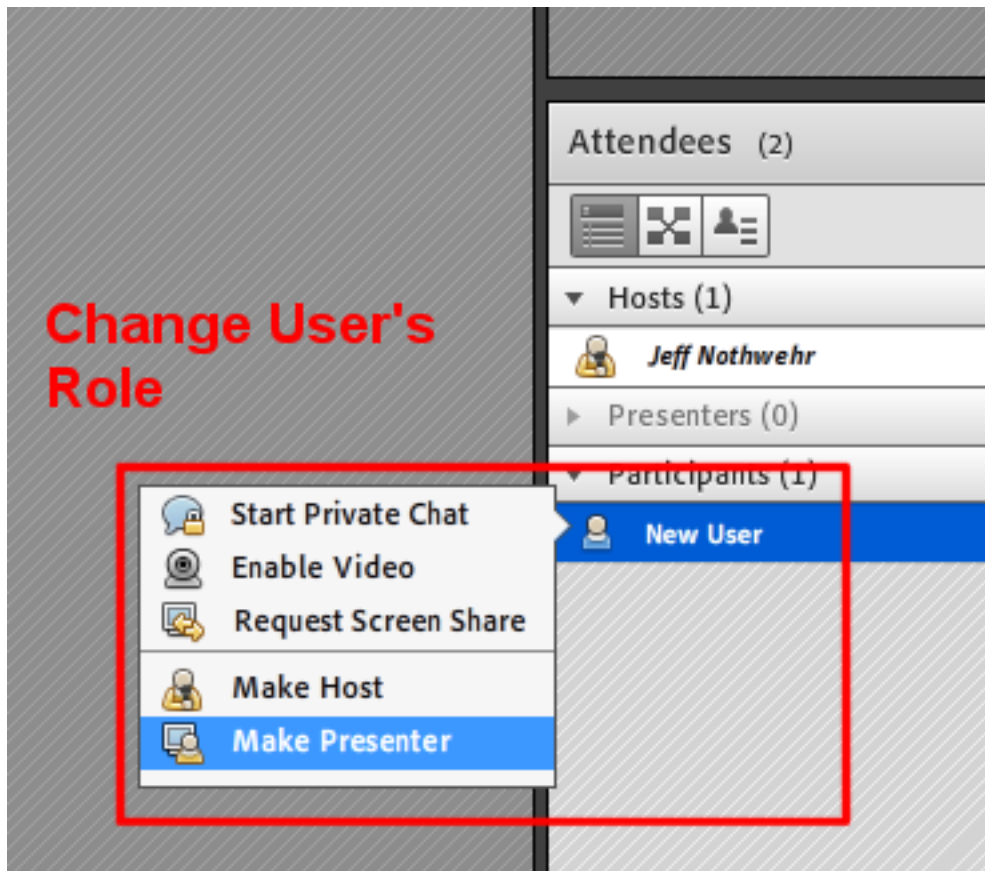 Attendees (2)
Hosts (1)
Jeff Nothwehr
Presenters (0)
Participants (1)
New User
Change User's
Role
Start Private Chat
Enable Video
Request Screen Share
Make Host
Make Presenter